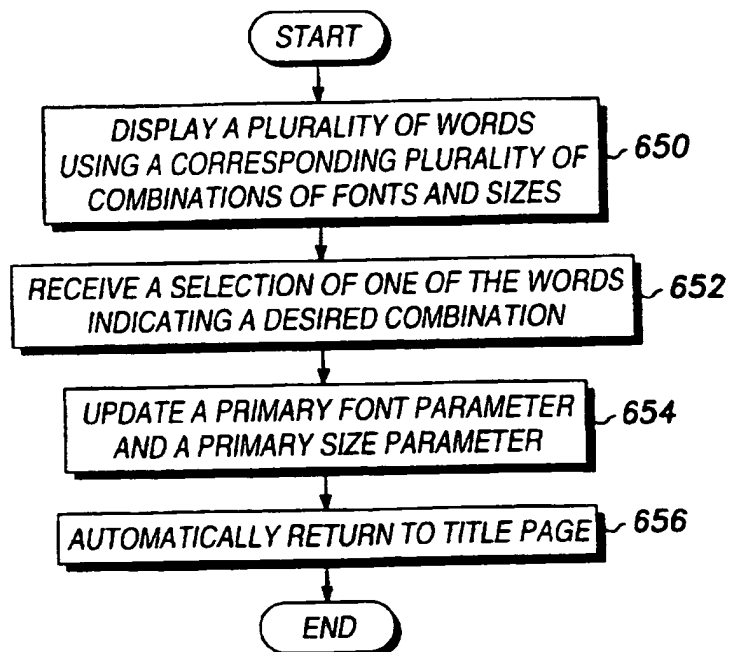 START
DISPLAY A PLURALITY OF WORDS
USING A CORRESPONDING PLURALITY OF
COMBINATIONS OF FONTS AND SIZES
650
RECEIVE A SELECTION OF ONE OF THE WORDS
INDICATING A DESIRED COMBINATION
652
UPDATE A PRIMARY FONT PARAMETER
AND A PRIMARY SIZE PARAMETER
654
AUTOMATICALLY RETURN TO TITLE PAGE
656
END